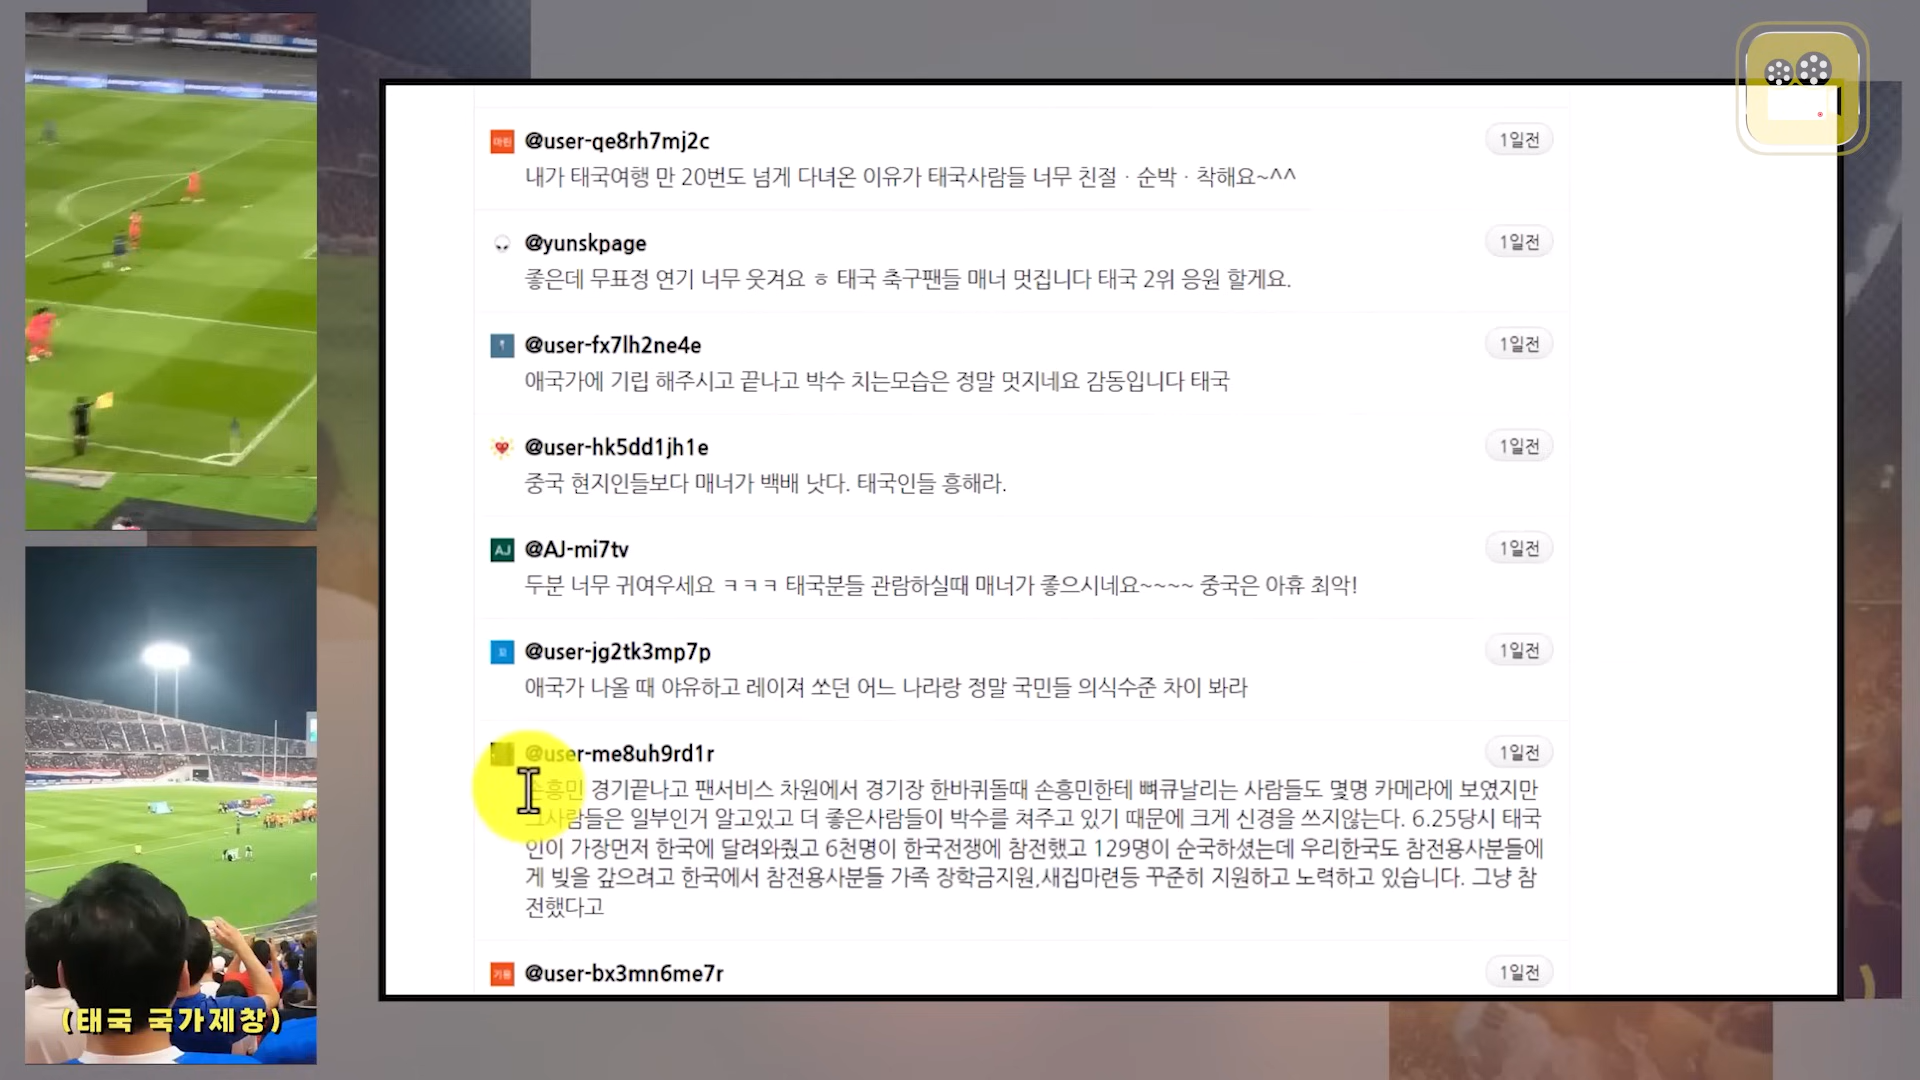 @user-qe8rh7mj2c
1일전
내가 태국여행 만 20번도 넘게 다녀온 이유가 태국사람들 너무 친절 · 순박 · 착해요~^^
@yunskpage
1일전
좋은데 무표정 연기 너무 웃겨요 ㅎ 태국 축구팬들 매너 멋집니다 태국 2위 응원 할게요.
@user-fx7lh2ne4e
1일전
애국가에 기립 해주시고 끝나고 박수 치는모습은 정말 멋지네요 감동입니다 태국
@user-hk5dd1jh1e
1일전
중국 현지인들보다 매너가 백배 낫다. 태국인들 흥해라.
AJ @AJ-mi7tv
1일전
두분 너무 귀여우세요 ㅋㅋㅋ 태국분들 관람하실때 매너가 좋으시네요~~~~ 중국은 아휴 최악!
@user-jg2tk3mp7p
1일전
애국가 나올 때 야유하고 레이져 쏘던 어느 나라랑 정말 국민들 의식수준 차이 봐라
@user-me8uh9rd1r
1일전
손흥민 경기끝나고 팬서비스 차원에서 경기장 한바퀴돌때 손흥민한테 뻐큐날리는 사람들도 몇명 카메라에 보였지만
그사람들은 일부인거 알고있고 더 좋은사람들이 박수를 쳐주고 있기 때문에 크게 신경을 쓰지않는다. 6.25당시 태국
인이 가장먼저 한국에 달려와줬고 6천명이 한국전쟁에 참전했고 129명이 순국하셨는데 우리한국도 참전용사분들에
게 빚을 갚으려고 한국에서 참전용사분들 가족 장학금지원,새집마련등 꾸준히 지원하고 노력하고 있습니다. 그냥 참
전했다고
@user-bx3mn6me7r
1일전
(태국 국가제창)